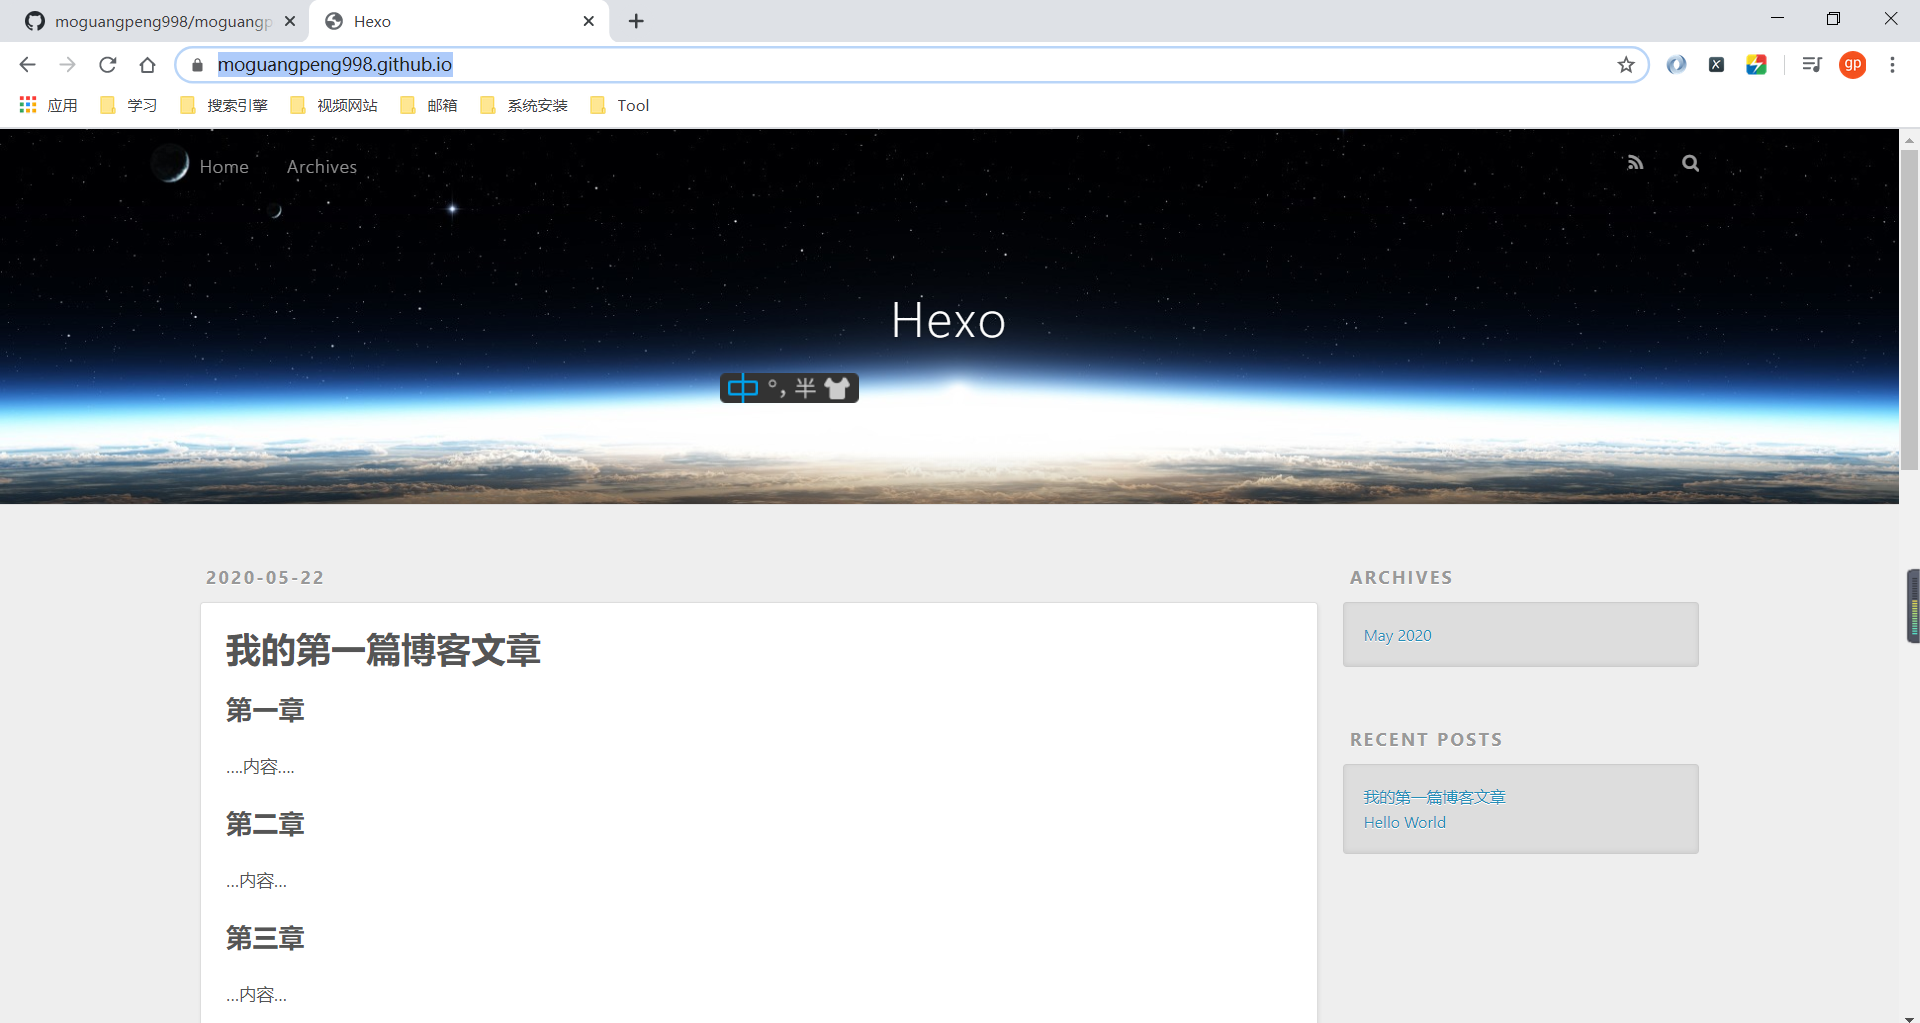 moguangpeng998/moguangp
Hexo
moguangpeng998.github.io
gp
应用
学习
搜索引擎
视频网站
邮箱
系统安装
Tool
Home
Archives
Hexo
中 °, 半
2020-05-22
我的第一篇博客文章
第一章
....内容....
第二章
...内容...
第三章
...内容...
ARCHIVES
May 2020
RECENT POSTS
我的第一篇博客文章
Hello World